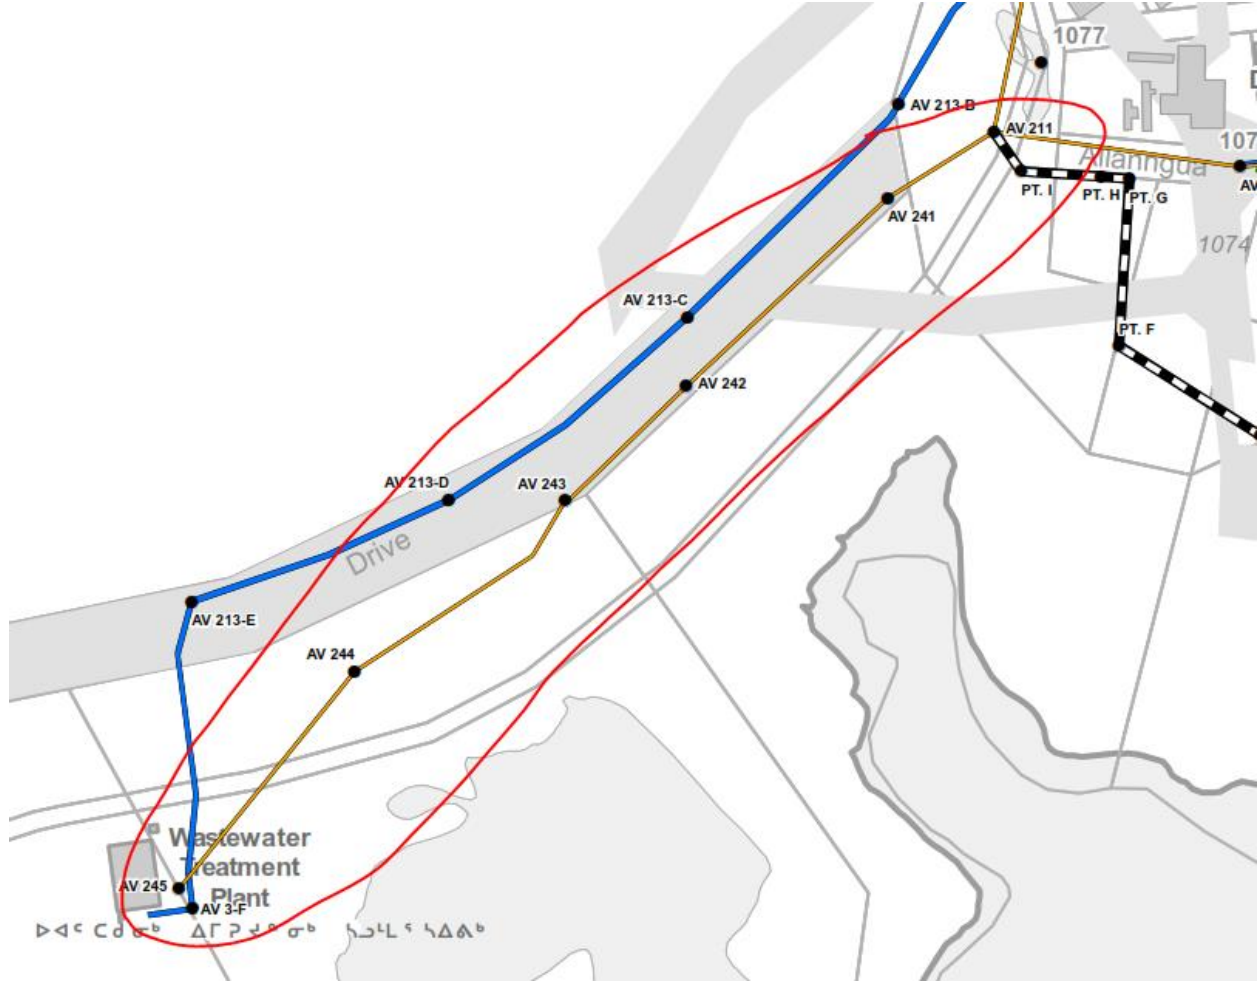 1077
D
AV 213-B
AV 211
107
Allanngua
AV
PT. I
PT. H
PT. G
AV 241
1074
AV 213-C
PT. F
AV 242
AV 213-D
AV 243
Drive
AV 213-E
AV 244
Wastewater
Treatment
Plant
AV 245
AV 3-F